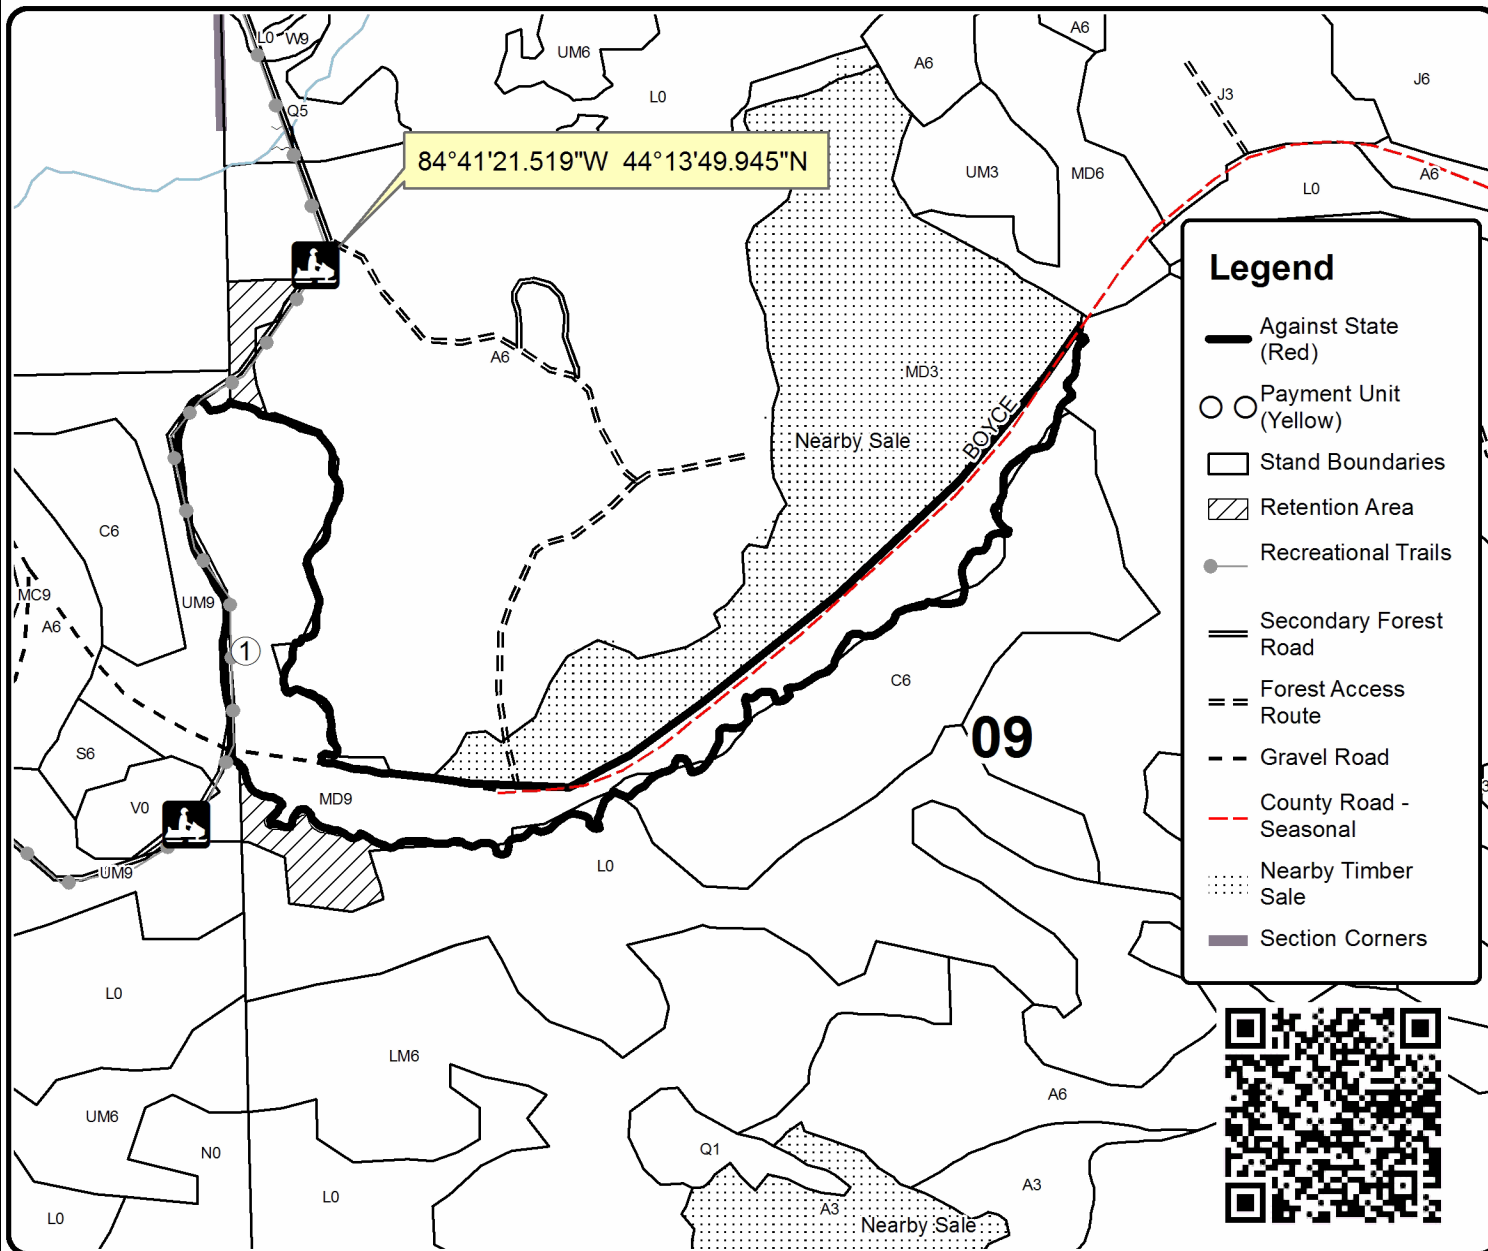 L0 W9
UM6
A6
A6
J6
L0
J3
Q5
84°41'21.519"W 44°13'49.945"N
UM3
MD6
A6
L0
Legend
Against State
(Red)
Payment Unit
(Yellow)
Stand Boundaries
Retention Area
Recreational Trails
Secondary Forest
Road
Forest Access
Route
Gravel Road
County Road -
Seasonal
Nearby Timber
Sale
Section Corners
A6
MD3
BOYCE
Nearby Sale
C6
MC9
A6
UM9
1
C6
09
S6
V0
MD9
UM9
L0
L0
LM6
UM6
A6
N0
Q1
L0
L0
A3
A3
Nearby Sale